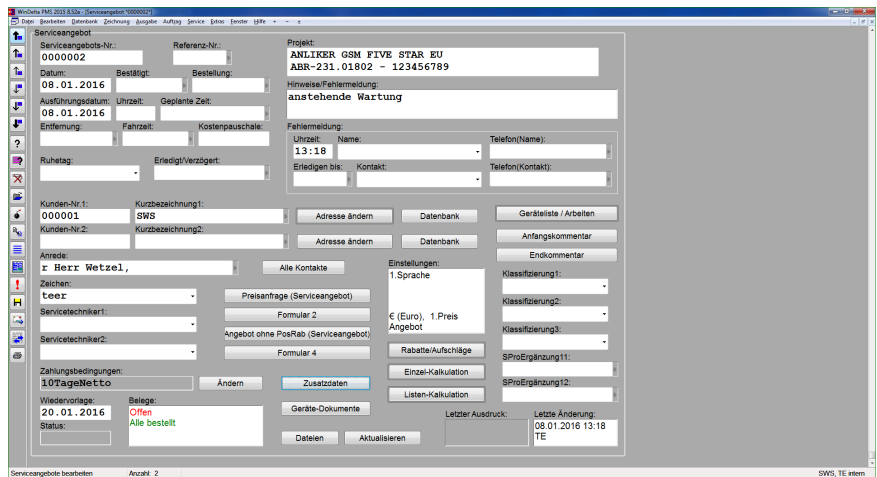 WinDelta PMS 2015 8.52a - [Serviceangebot *0000002*]
Datei Bearbeiten Datenbank Zeichnung Ausgabe Auftrag Service Extras Fenster Hilfe + - =
Serviceangebot
Serviceangebots-Nr.: Referenz-Nr.: Projekt:
0000002 ANLIKER GSM FIVE STAR EU
ABR-231.01802 - 123456789
Datum: Bestätigt: Bestellung:
08.01.2016
Hinweise/Fehlermeldung:
anstehende Wartung
Ausführungsdatum: Uhrzeit: Geplante Zeit:
08.01.2016
Entfernung: Fahrzeit: Kostenpauschale: Fehlermeldung:
Uhrzeit: Name: Telefon(Name):
13:18
Ruhetag: Erledigt/Verzögert: Erledigen bis: Kontakt: Telefon(Kontakt):
Kunden-Nr.1: Kurzbezeichnung1:
000001 SWS Adresse ändern Datenbank Geräteliste / Arbeiten
Kunden-Nr.2: Kurzbezeichnung2: Anfangskommentar
Adresse ändern Datenbank
Endkommentar
Anrede: Einstellungen:
r Herr Wetzel, Alle Kontakte 1.Sprache Klassifizierung1:
Zeichen:
teer Preisanfrage (Serviceangebot) Klassifizierung2:
Servicetechniker1: Formular 2 € (Euro), 1.Preis
Angebot
Angebot ohne PosRab (Serviceangebot) Klassifizierung3:
Servicetechniker2: Formular 4 Rabatte/Aufschläge SProErgänzung11:
Zahlungsbedingungen: Einzel-Kalkulation
10TageNetto Ändern Zusatzdaten SProErgänzung12:
Listen-Kalkulation
Wiedervorlage: Belege:
20.01.2016 Offen Geräte-Dokumente Letzter Ausdruck: Letzte Änderung:
Status: Alle bestellt 08.01.2016 13:18
TE
Dateien Aktualisieren
Serviceangebote bearbeiten Anzahl: 2 SWS, TE intern